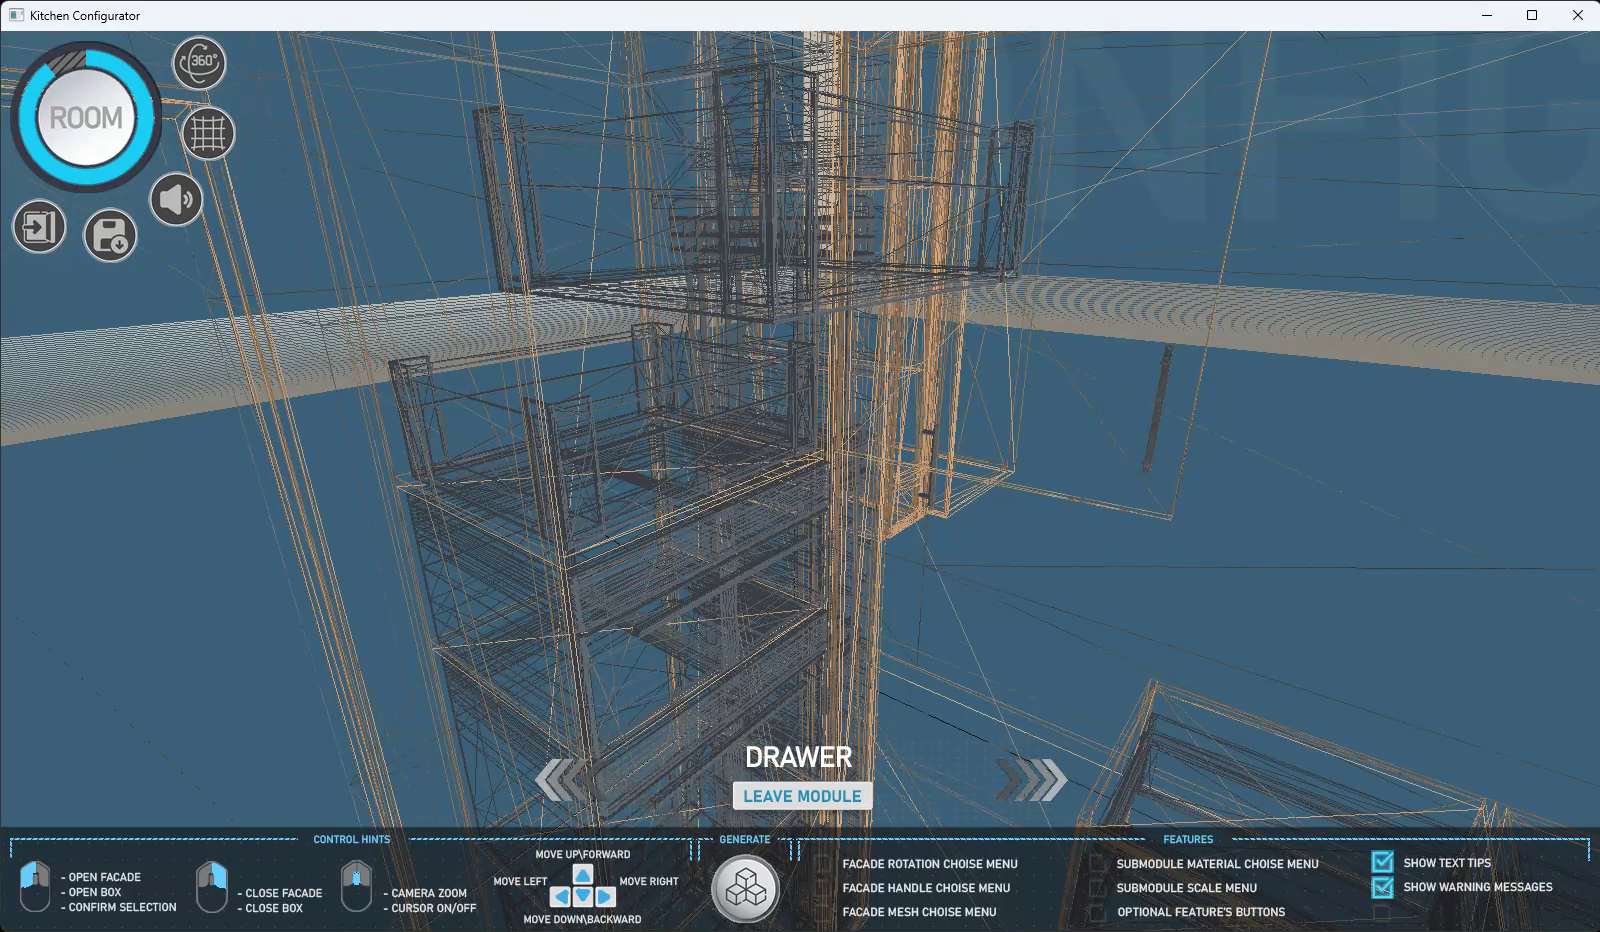 Kitchen Configurator
NFIG
360°
ROOM
DRAWER
LEAVE MODULE
CONTROL HINTS
GENERATE
FEATURES
- OPEN FACADE
- OPEN BOX
- CONFIRM SELECTION
- CLOSE FACADE
- CLOSE BOX
- CAMERA ZOOM
- CURSOR ON/OFF
MOVE UP\FORWARD
MOVE LEFT
MOVE RIGHT
MOVE DOWN\BACKWARD
FACADE ROTATION CHOISE MENU
FACADE HANDLE CHOISE MENU
FACADE MESH CHOISE MENU
SUBMODULE MATERIAL CHOISE MENU
SUBMODULE SCALE MENU
OPTIONAL FEATURE'S BUTTONS
SHOW TEXT TIPS
SHOW WARNING MESSAGES